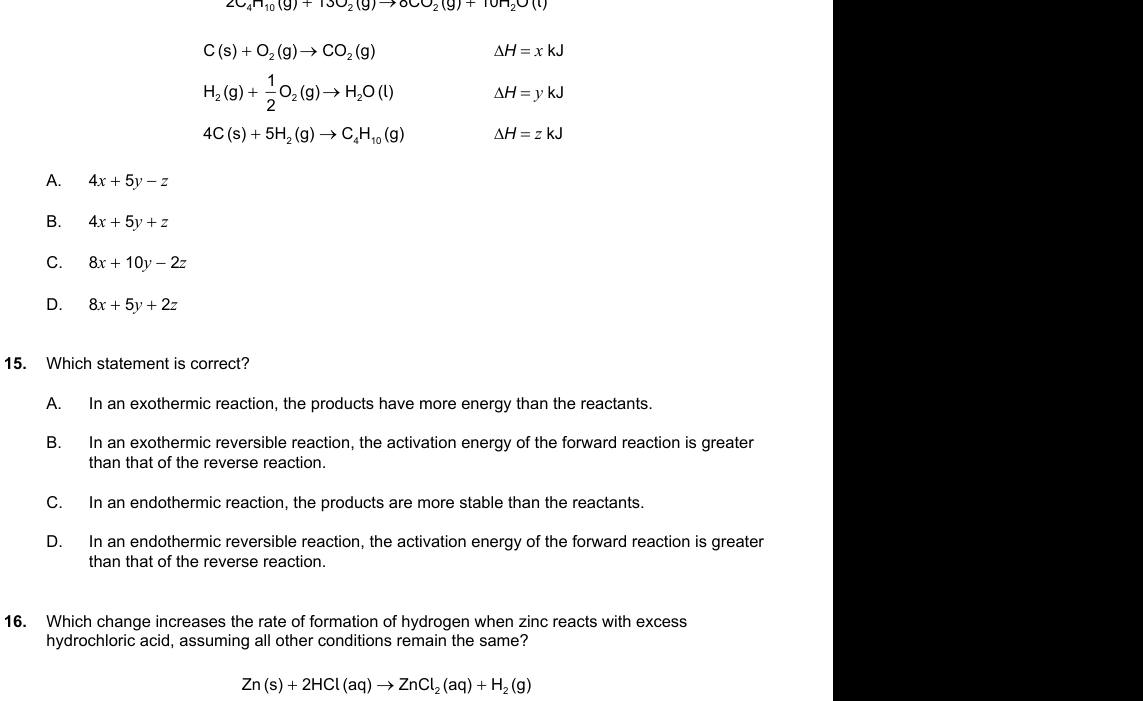 2C₄H₁₀(g) + 13O₂(g) → 8CO₂(g) + 10H₂O(l)
C(s) + O₂(g) → CO₂(g) ΔH = x kJ
H₂(g) + 1/2 O₂(g) → H₂O(l) ΔH = y kJ
4C(s) + 5H₂(g) → C₄H₁₀(g) ΔH = z kJ
A. 4x + 5y − z
B. 4x + 5y + z
C. 8x + 10y − 2z
D. 8x + 5y + 2z
15. Which statement is correct?
A. In an exothermic reaction, the products have more energy than the reactants.
B. In an exothermic reversible reaction, the activation energy of the forward reaction is greater
than that of the reverse reaction.
C. In an endothermic reaction, the products are more stable than the reactants.
D. In an endothermic reversible reaction, the activation energy of the forward reaction is greater
than that of the reverse reaction.
16. Which change increases the rate of formation of hydrogen when zinc reacts with excess
hydrochloric acid, assuming all other conditions remain the same?
Zn(s) + 2HCl(aq) → ZnCl₂(aq) + H₂(g)